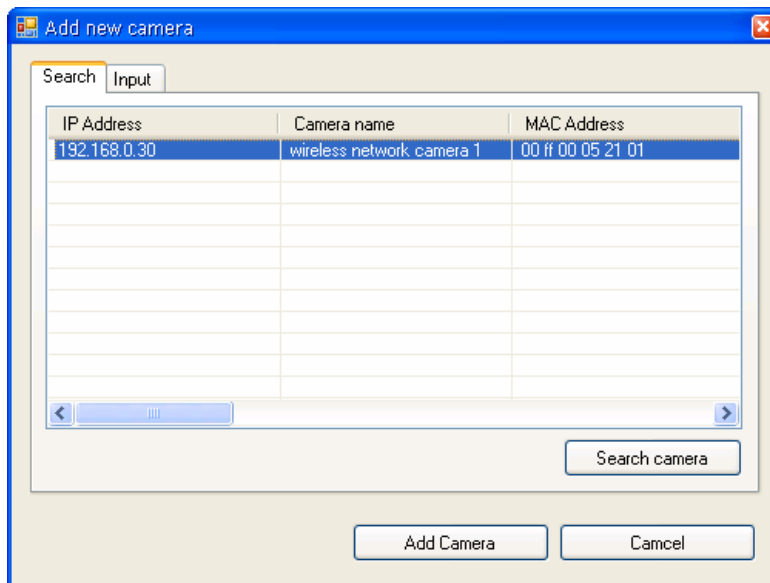 Add new camera
Search Input
IP Address Camera name MAC Address
192.168.0.30 wireless network camera 1 00 ff 00 05 21 01
Search camera
Add Camera Camcel